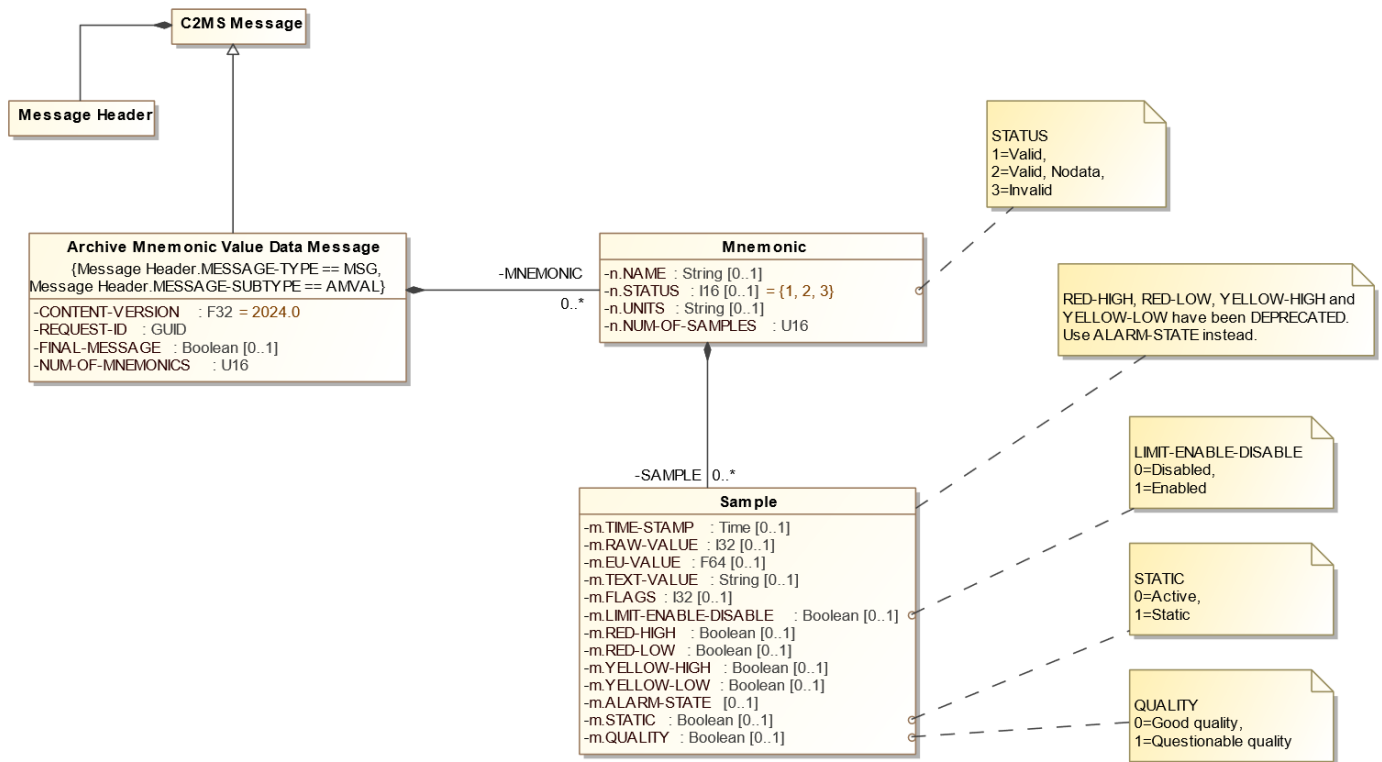 C2MS Message
Message Header
Archive Mnemonic Value Data Message
{Message Header.MESSAGE-TYPE == MSG,
Message Header.MESSAGE-SUBTYPE == AMVAL}
-CONTENT-VERSION : F32 = 2024.0
-REQUEST-ID : GUID
-FINAL-MESSAGE : Boolean [0..1]
-NUM-OF-MNEMONICS : U16
-MNEMONIC
0..*
Mnemonic
-n.NAME : String [0..1]
-n.STATUS : I16 [0..1] = {1, 2, 3}
-n.UNITS : String [0..1]
-n.NUM-OF-SAMPLES : U16
-SAMPLE 0..*
Sample
-m.TIME-STAMP : Time [0..1]
-m.RAW-VALUE : I32 [0..1]
-m.EU-VALUE : F64 [0..1]
-m.TEXT-VALUE : String [0..1]
-m.FLAGS : I32 [0..1]
-m.LIMIT-ENABLE-DISABLE : Boolean [0..1]
-m.RED-HIGH : Boolean [0..1]
-m.RED-LOW : Boolean [0..1]
-m.YELLOW-HIGH : Boolean [0..1]
-m.YELLOW-LOW : Boolean [0..1]
-m.ALARM-STATE [0..1]
-m.STATIC : Boolean [0..1]
-m.QUALITY : Boolean [0..1]
STATUS
1=Valid,
2=Valid, Nodata,
3=Invalid
RED-HIGH, RED-LOW, YELLOW-HIGH and
YELLOW-LOW have been DEPRECATED.
Use ALARM-STATE instead.
LIMIT-ENABLE-DISABLE
0=Disabled,
1=Enabled
STATIC
0=Active,
1=Static
QUALITY
0=Good quality,
1=Questionable quality